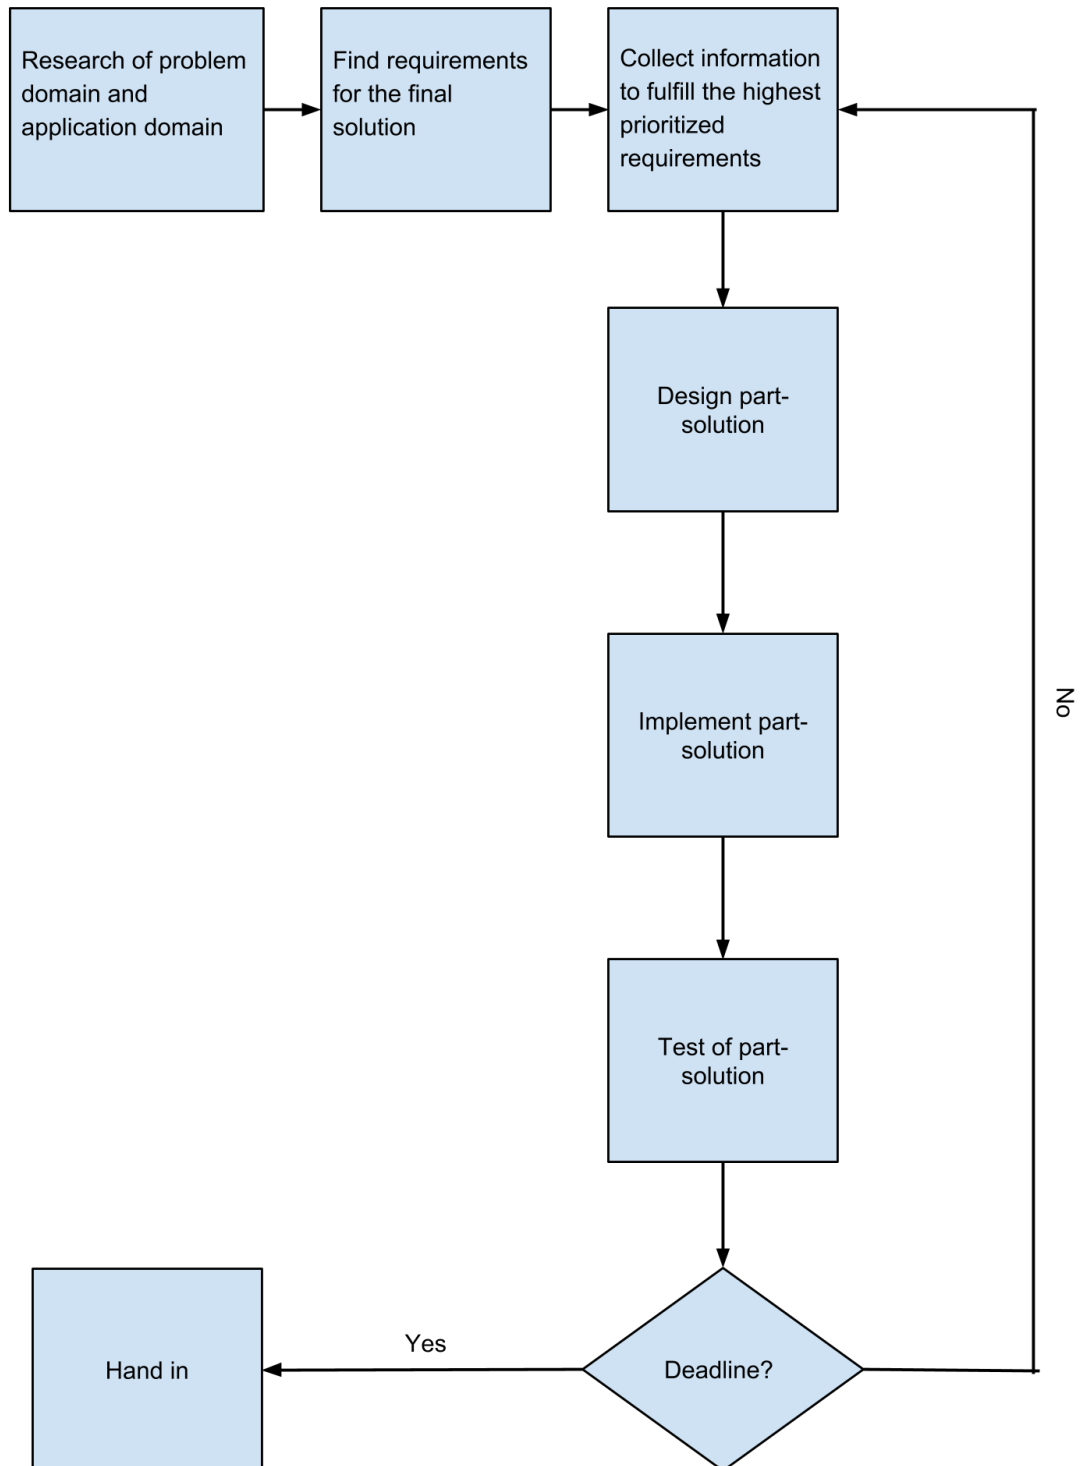 Research of problem
domain and
application domain
Find requirements
for the final
solution
Collect information
to fulfill the highest
prioritized
requirements
Design part-
solution
Implement part-
solution
No
Test of part-
solution
Yes
Hand in
Deadline?